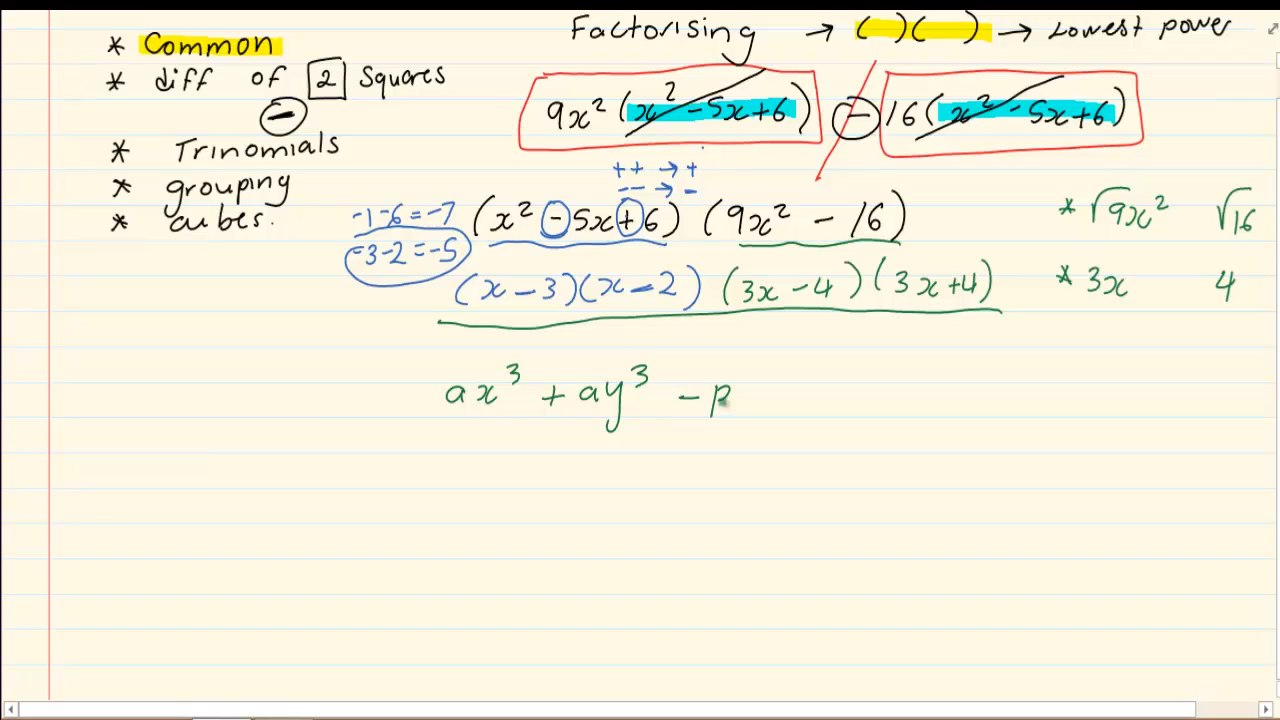 Factorising → ( )( ) → Lowest power
* Common
* diff of 2 Squares
−
9x² (x² − 5x + 6) − 16(x² − 5x + 6)
* Trinomials
* grouping
* cubes.
+ + → +
− − → −
−1 −6 = −7
−3 −2 = −5
(x² − 5x + 6) (9x² − 16)
* √9x² √16
(x − 3)(x − 2) (3x − 4)(3x + 4)
* 3x 4
ax³ + ay³ − p